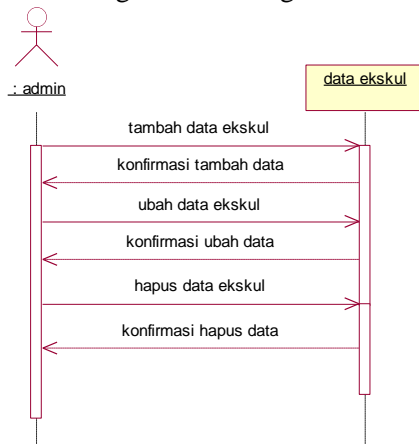 : admin
data ekskul
tambah data ekskul
konfirmasi tambah data
ubah data ekskul
konfirmasi ubah data
hapus data ekskul
konfirmasi hapus data